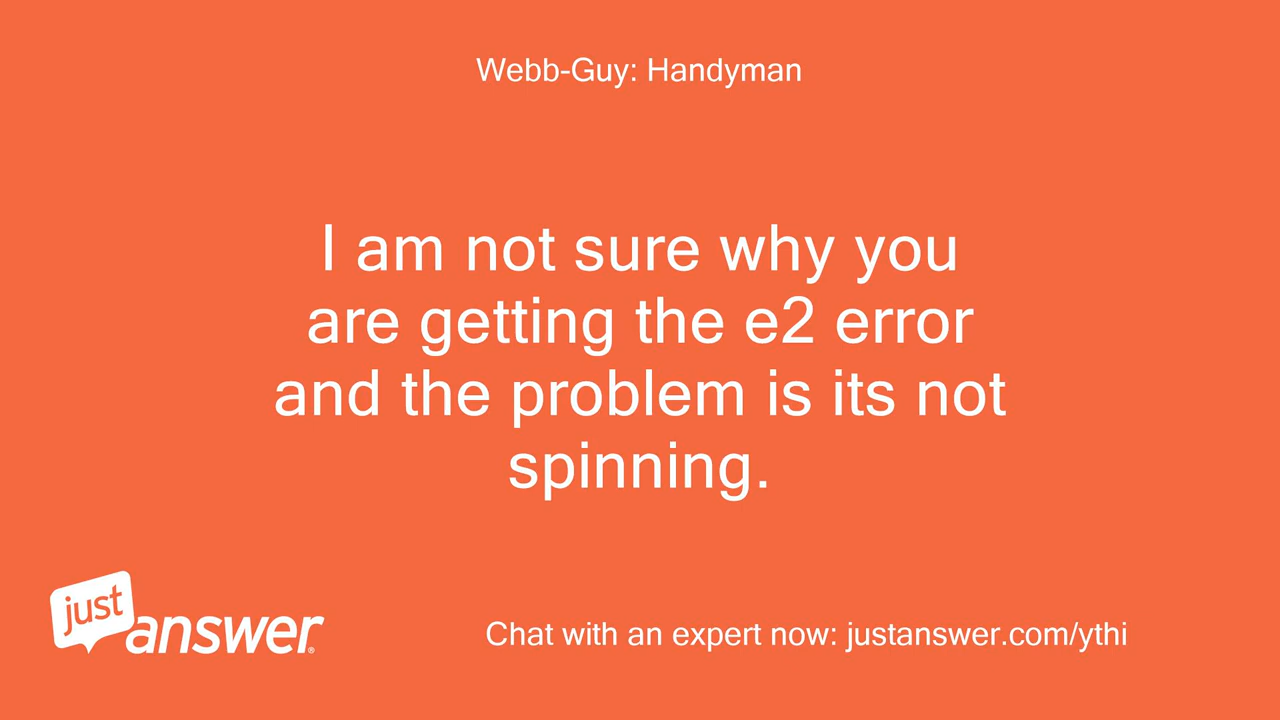 Webb-Guy: Handyman
I am not sure why you
are getting the e2 error
and the problem is its not
spinning.
just
answer®
Chat with an expert now: justanswer.com/ythi